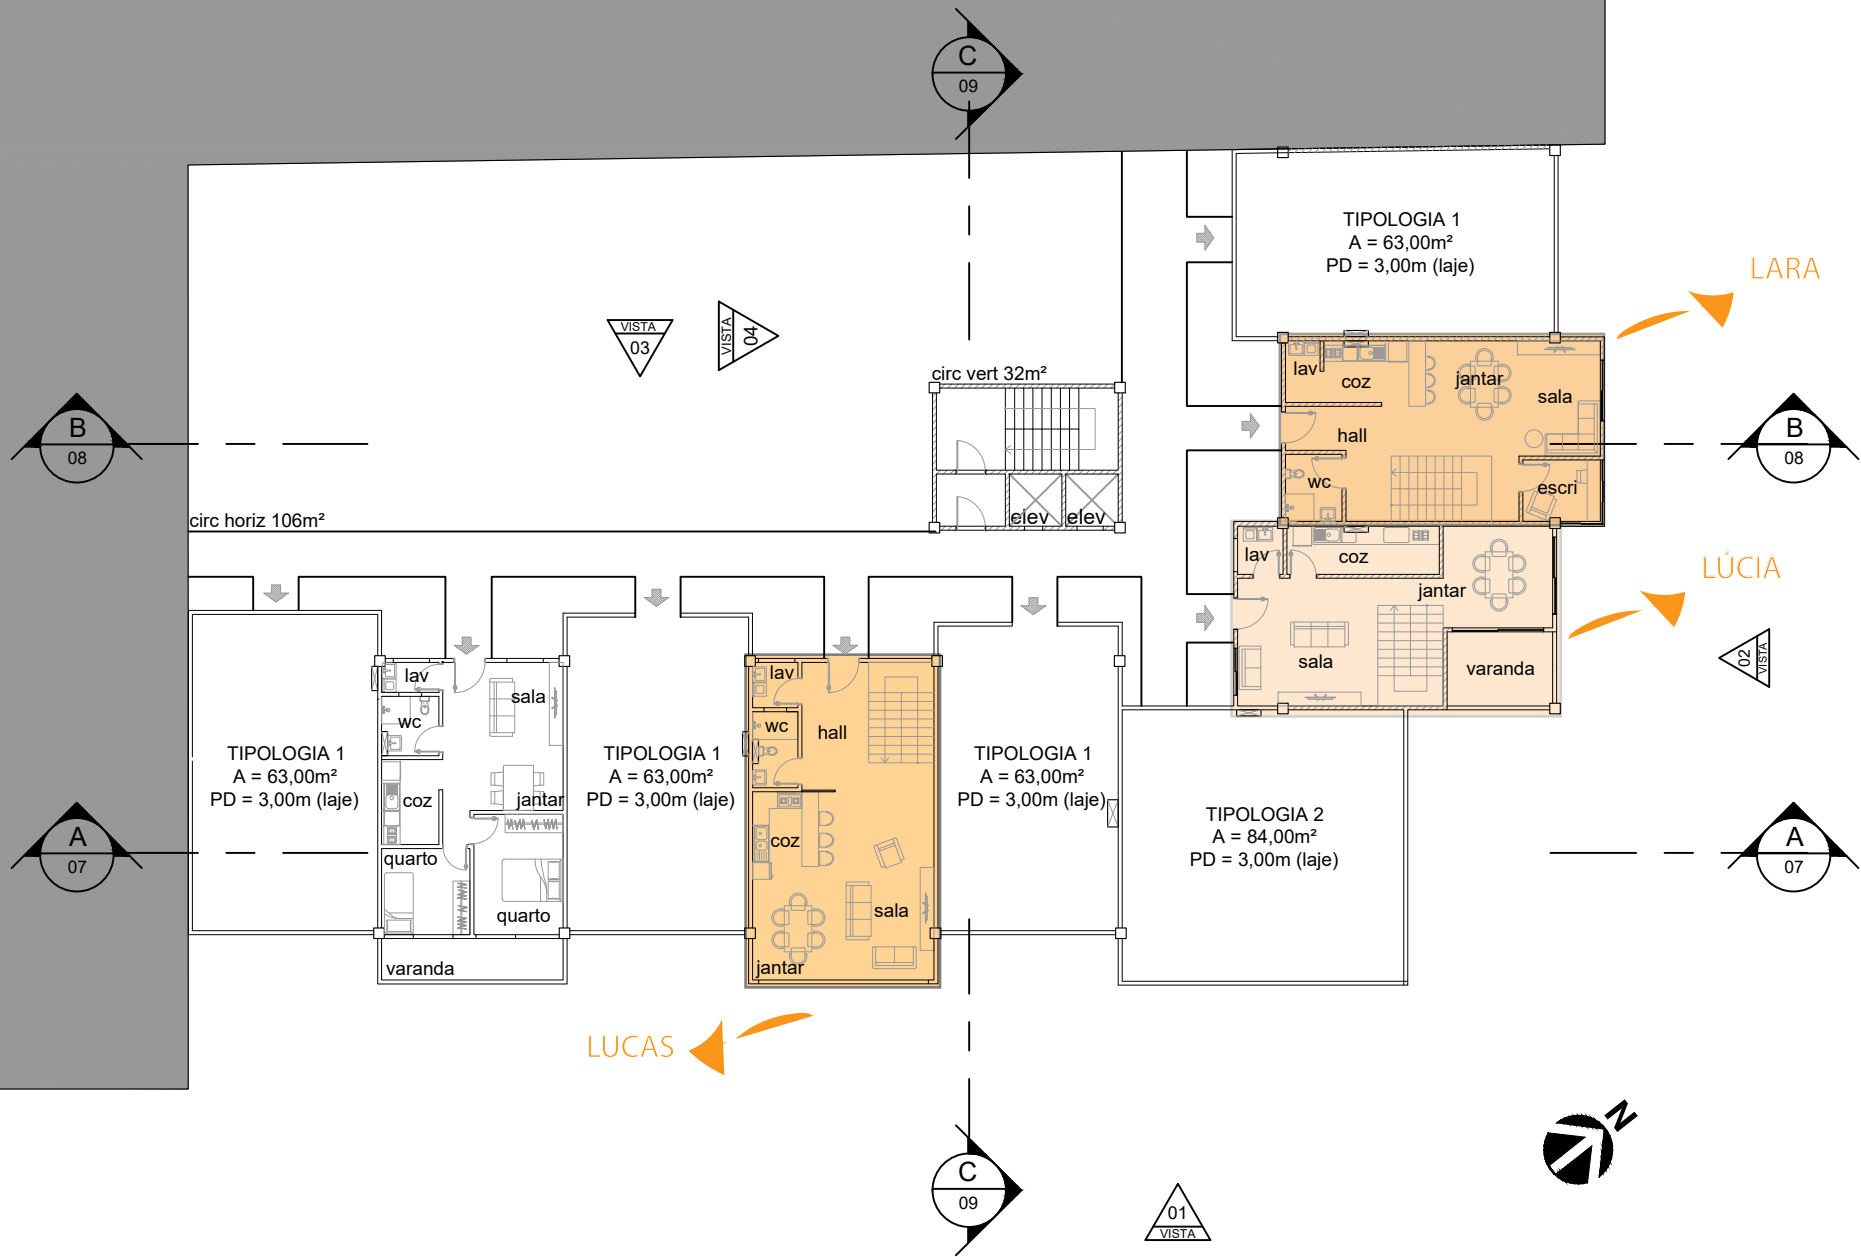 C
09
TIPOLOGIA 1
A = 63,00m²
PD = 3,00m (laje)
LARA
VISTA
03
VISTA
04
circ vert 32m²
lav
coz
jantar
sala
hall
wc
escri
B
08
B
08
elev
elev
circ horiz 106m²
lav
coz
jantar
sala
varanda
LÚCIA
02
VISTA
lav
sala
wc
coz
jantar
quarto
quarto
varanda
TIPOLOGIA 1
A = 63,00m²
PD = 3,00m (laje)
TIPOLOGIA 1
A = 63,00m²
PD = 3,00m (laje)
lav
wc
hall
coz
sala
jantar
TIPOLOGIA 1
A = 63,00m²
PD = 3,00m (laje)
TIPOLOGIA 2
A = 84,00m²
PD = 3,00m (laje)
A
07
A
07
LUCAS
N
C
09
01
VISTA